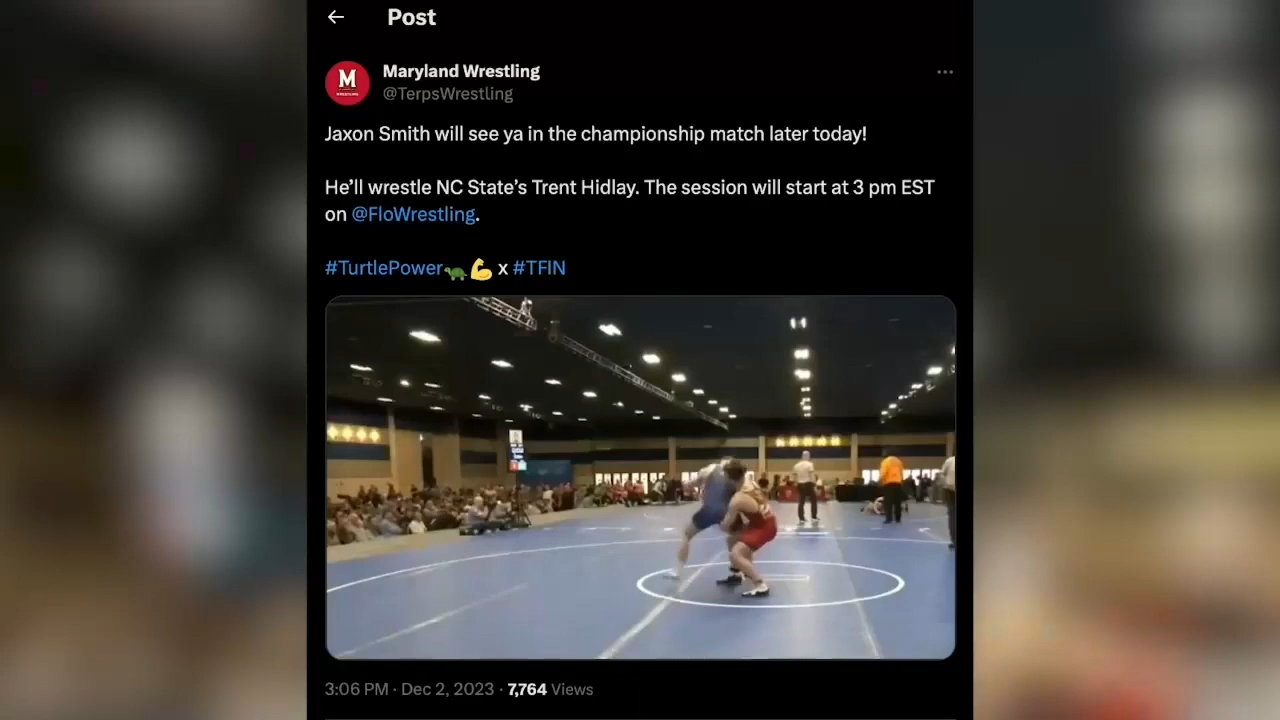 Post
M
Maryland Wrestling
@TerpsWrestling
Jaxon Smith will see ya in the championship match later today!
He’ll wrestle NC State’s Trent Hidlay. The session will start at 3 pm EST
on @FloWrestling.
#TurtlePower🐢💪 x #TFIN
3:06 PM · Dec 2, 2023 · 7,764 Views